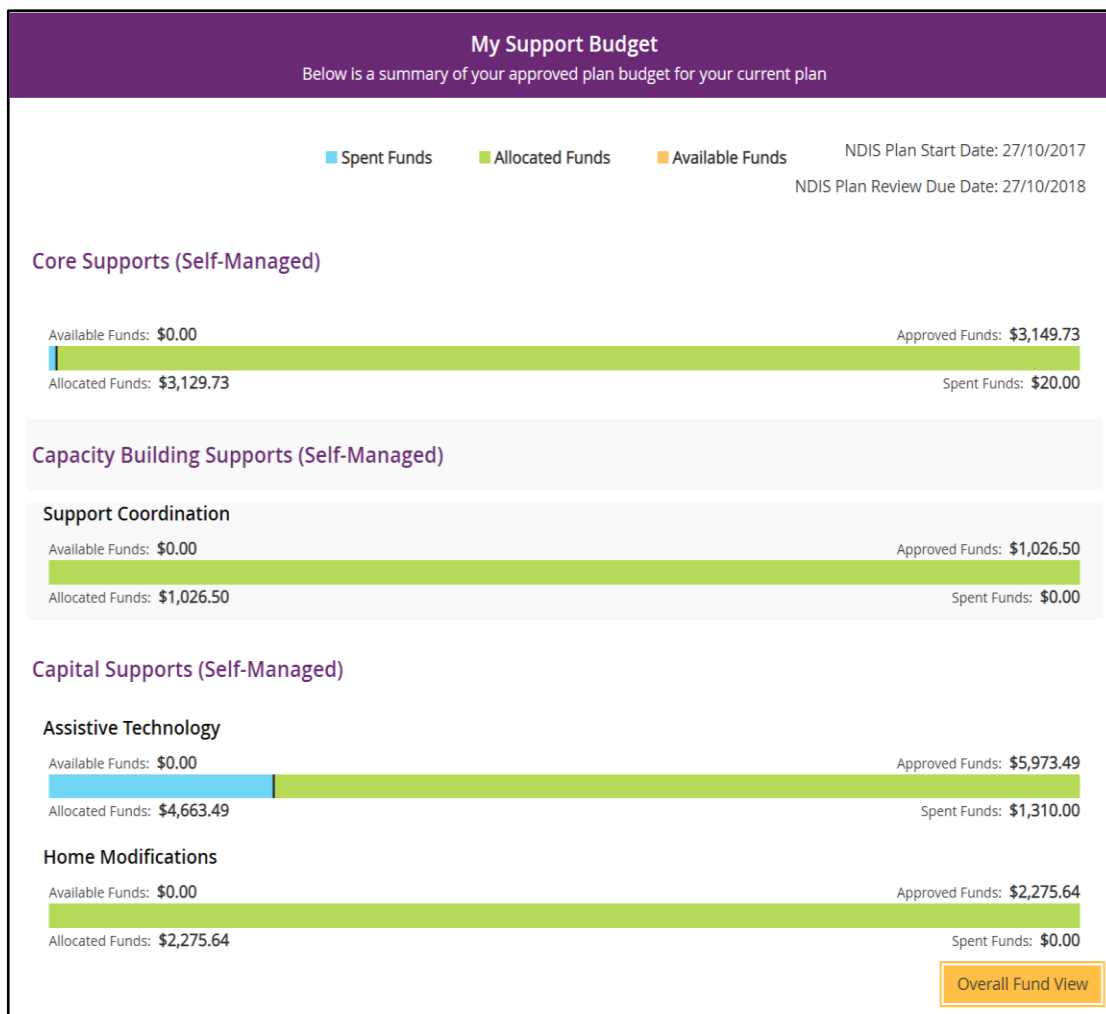 My Support Budget
Below is a summary of your approved plan budget for your current plan
Spent Funds Allocated Funds Available Funds NDIS Plan Start Date: 27/10/2017
NDIS Plan Review Due Date: 27/10/2018
Core Supports (Self-Managed)
Available Funds: $0.00 Approved Funds: $3,149.73
Allocated Funds: $3,129.73 Spent Funds: $20.00
Capacity Building Supports (Self-Managed)
Support Coordination
Available Funds: $0.00 Approved Funds: $1,026.50
Allocated Funds: $1,026.50 Spent Funds: $0.00
Capital Supports (Self-Managed)
Assistive Technology
Available Funds: $0.00 Approved Funds: $5,973.49
Allocated Funds: $4,663.49 Spent Funds: $1,310.00
Home Modifications
Available Funds: $0.00 Approved Funds: $2,275.64
Allocated Funds: $2,275.64 Spent Funds: $0.00
Overall Fund View